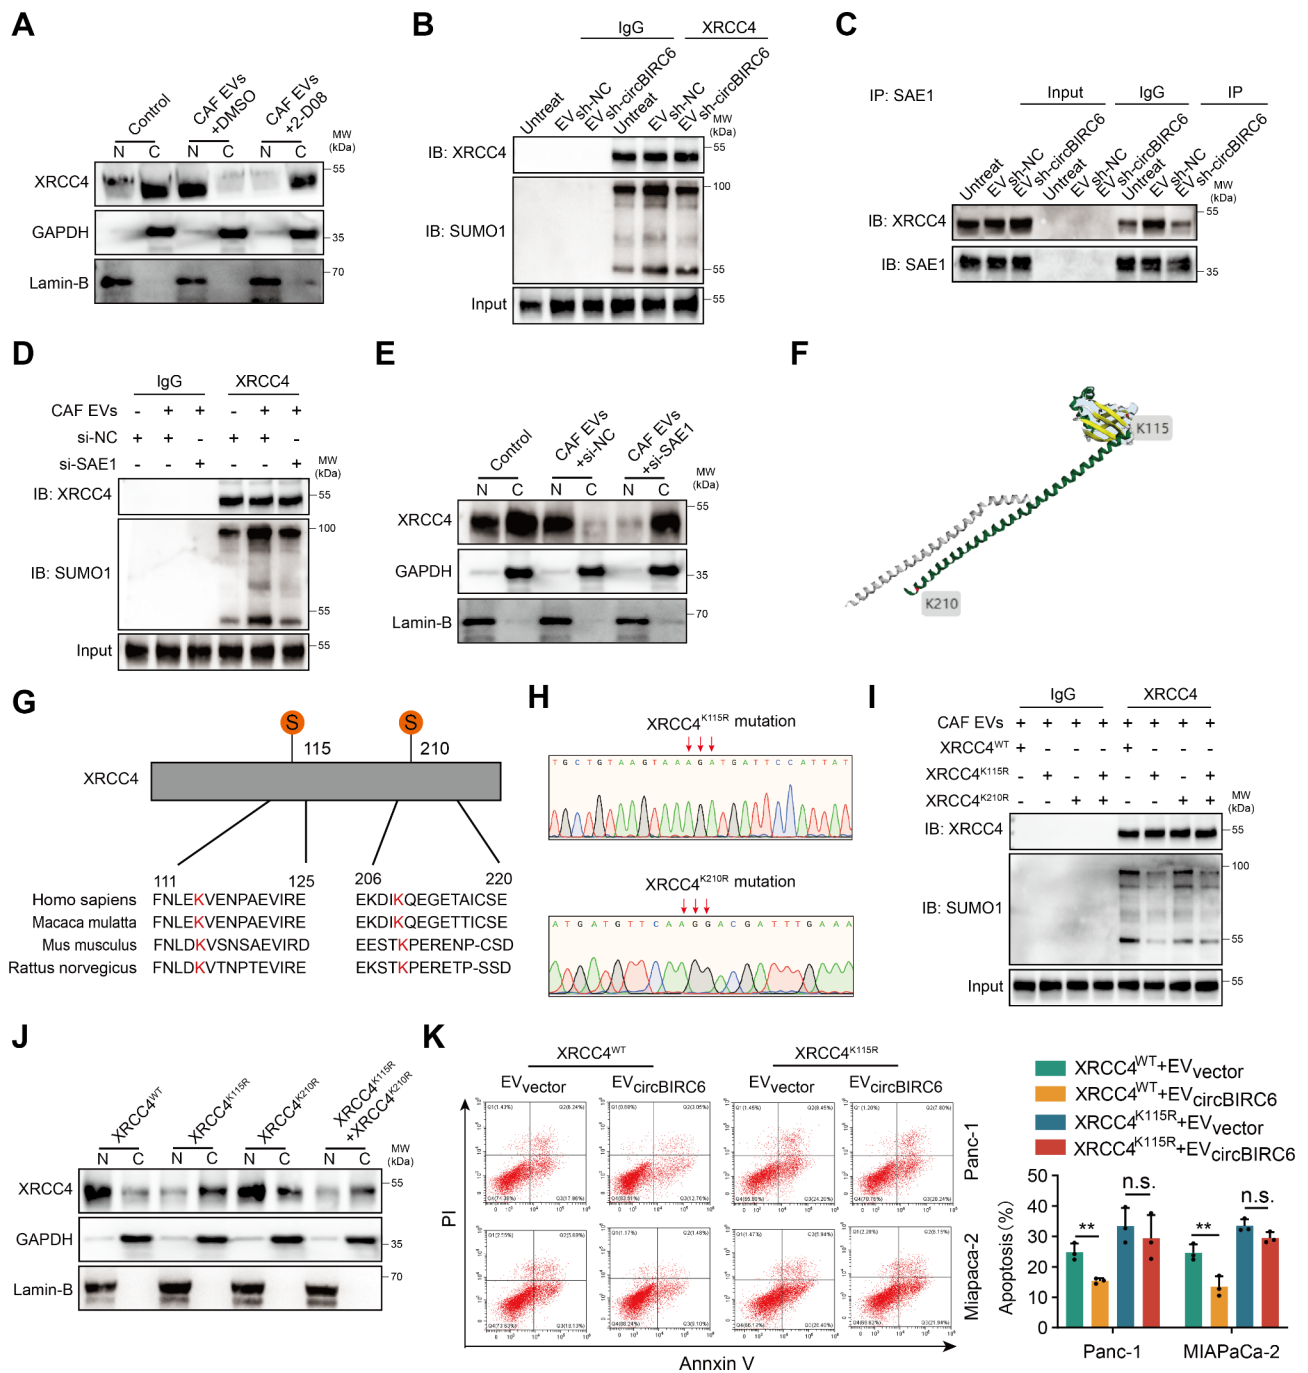 A
Control
CAF EVs
+DMSO
CAF EVs
+2-D08
N C N C N C
MW
(kDa)
XRCC4
55
GAPDH
35
Lamin-B
70
B
IgG
XRCC4
Untreat
EV sh-NC
EV sh-circBIRC6
Untreat
EV sh-NC
EV sh-circBIRC6
MW
(kDa)
IB: XRCC4
55
IB: SUMO1
100
55
Input
55
C
IP: SAE1
Input
IgG
IP
Untreat
EV sh-NC
EV sh-circBIRC6
Untreat
EV sh-NC
EV sh-circBIRC6
Untreat
EV sh-NC
EV sh-circBIRC6
MW
(kDa)
IB: XRCC4
55
IB: SAE1
35
D
IgG
XRCC4
CAF EVs - + + - + +
si-NC + + - + + -
si-SAE1 - - + - - +
MW
(kDa)
IB: XRCC4
55
IB: SUMO1
100
55
Input
55
E
Control
CAF EVs
+si-NC
CAF EVs
+si-SAE1
N C N C N C
MW
(kDa)
XRCC4
55
GAPDH
35
Lamin-B
70
F
K115
K210
G
S
S
115
210
XRCC4
111 125 206 220
Homo sapiens FNLEKVENPAEVIRE EKDIKQEGETAICSE
Macaca mulatta FNLEKVENPAEVIRE EKDIKQEGETTICSE
Mus musculus FNLDKVSNSAEVIRD EESTKPERENP-CSD
Rattus norvegicus FNLDKVTNPTEVIRE EKSTKPERETP-SSD
H
XRCC4K115R mutation
TGCTGTAAGTAAAGATGATTCCATTAT
XRCC4K210R mutation
ATGATGTTCAAGGACGATTTGAAA
I
IgG
XRCC4
CAF EVs + + + + + + + +
XRCC4WT + - - - + - - -
XRCC4K115R - + - + - + - +
XRCC4K210R - - + + - - + +
MW
(kDa)
IB: XRCC4
55
IB: SUMO1
100
55
Input
55
J
XRCC4WT
XRCC4K115R
XRCC4K210R
XRCC4K115R
+XRCC4K210R
N C N C N C N C
MW
(kDa)
XRCC4
55
GAPDH
35
Lamin-B
70
K
XRCC4WT
XRCC4K115R
EVvector
EVcircBIRC6
EVvector
EVcircBIRC6
Panc-1
Miapaca-2
PI
Annxin V
XRCC4WT+EVvector
XRCC4WT+EVcircBIRC6
XRCC4K115R+EVvector
XRCC4K115R+EVcircBIRC6
Apoptosis (%)
50
40
30
20
10
0
**
n.s.
**
n.s.
Panc-1
MIAPaCa-2